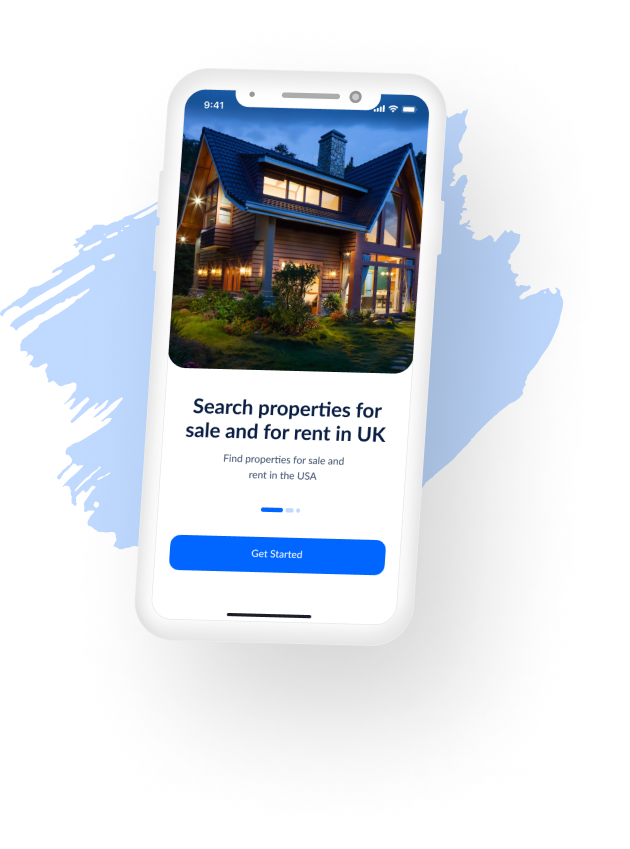 9:41
Search properties for
sale and for rent in UK
Find properties for sale and
rent in the USA
Get Started